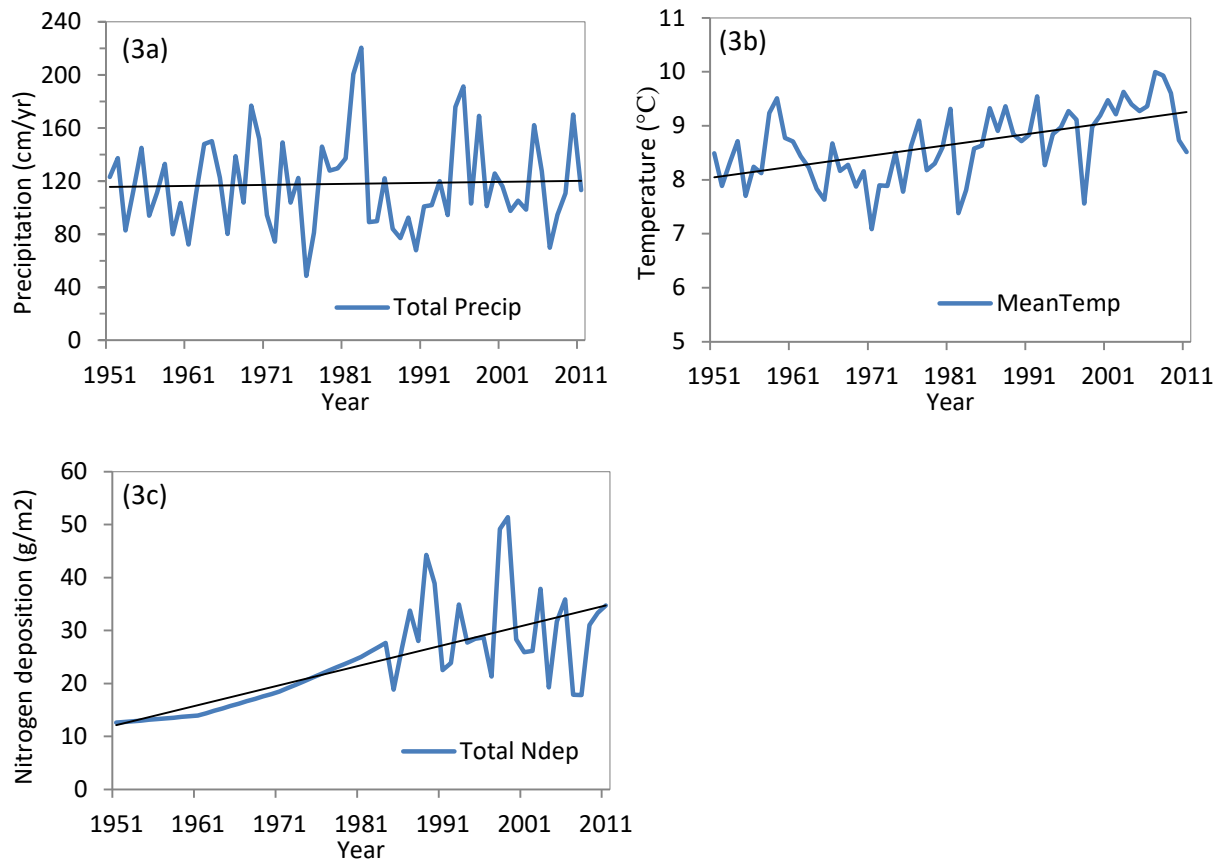 (3a)
Precipitation (cm/yr)
240
200
160
120
80
40
0
Total Precip
1951 1961 1971 1981 1991 2001 2011
Year
(3b)
Temperature (°C)
11
10
9
8
7
6
5
MeanTemp
1951 1961 1971 1981 1991 2001 2011
Year
(3c)
Nitrogen deposition (g/m2)
60
50
40
30
20
10
0
Total Ndep
1951 1961 1971 1981 1991 2001 2011
Year